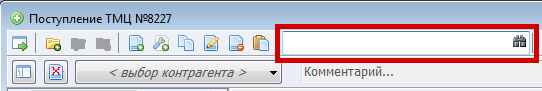 Поступление ТМЦ №8227
< выбор контрагента >
Комментарий...